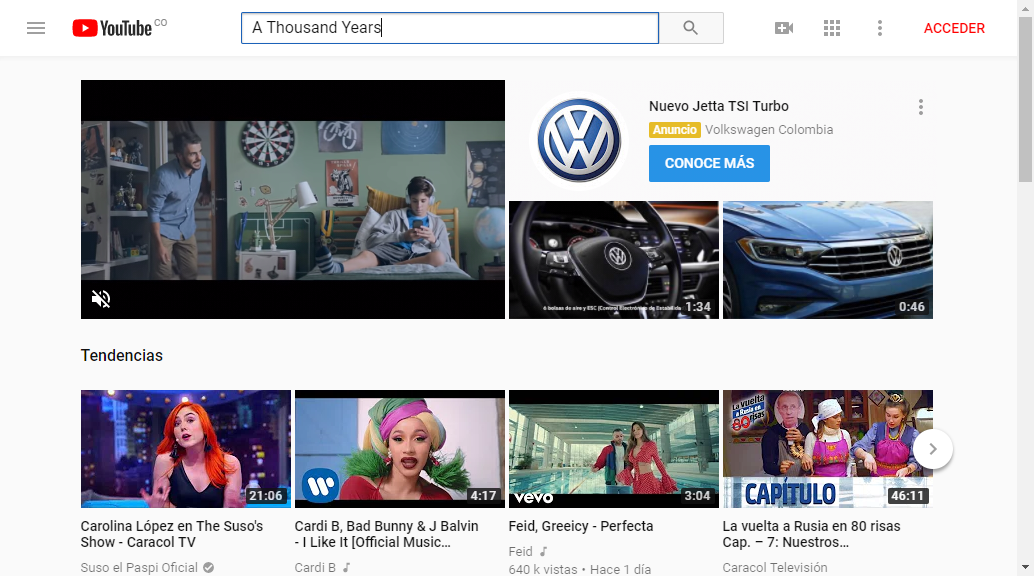 YouTube CO
A Thousand Years
ACCEDER
Nuevo Jetta TSI Turbo
Anuncio Volkswagen Colombia
CONOCE MÁS
6 bolsas de aire y ESC (Control Electrónico de Estabilida
1:34
0:46
Tendencias
La vuelta
a Rusia en
80 risas
CAPÍTULO
21:06
4:17
vevo
3:04
46:11
Carolina López en The Suso's
Show - Caracol TV
Suso el Paspi Oficial
Cardi B, Bad Bunny & J Balvin
- I Like It [Official Music...
Cardi B
Feid, Greeicy - Perfecta
Feid
640 k vistas • Hace 1 día
La vuelta a Rusia en 80 risas
Cap. – 7: Nuestros...
Caracol Televisión